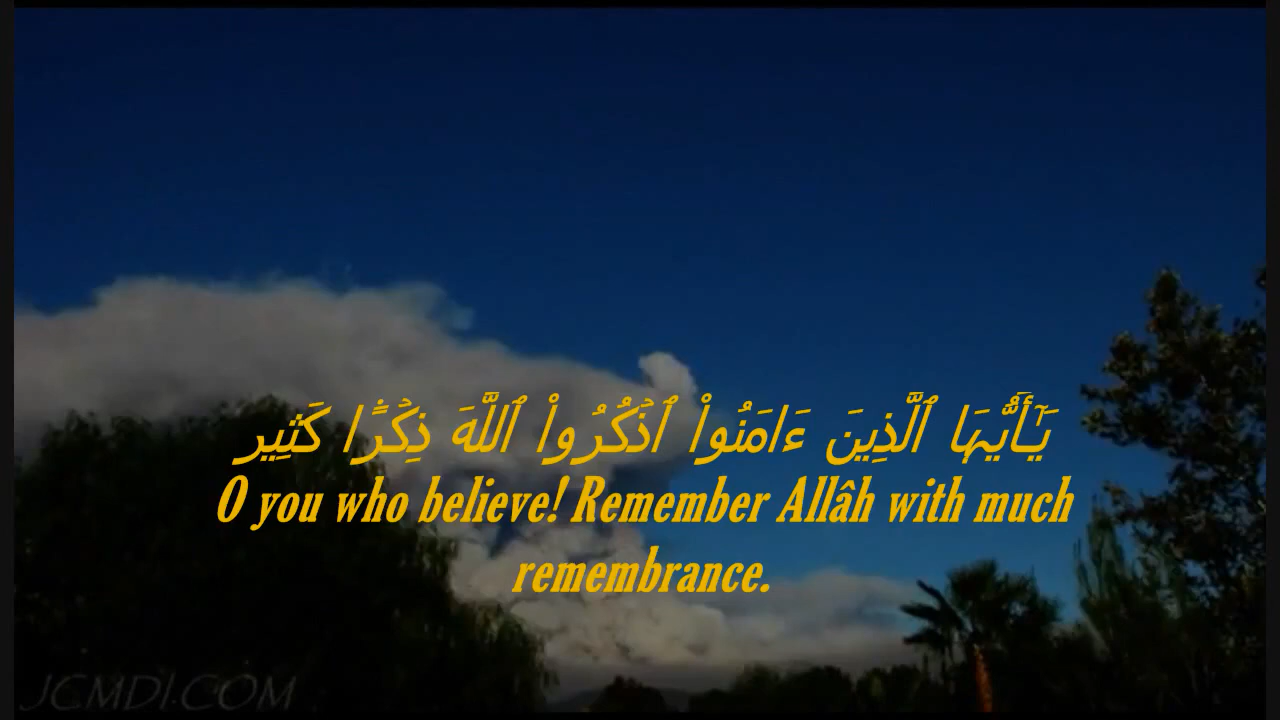 يَـٰٓأَيُّہَا ٱلَّذِينَ ءَامَنُواْ ٱذۡكُرُواْ ٱللَّهَ ذِكۡرً۬ا كَثِير
O you who believe! Remember Allâh with much
remembrance.
JCMDI.COM